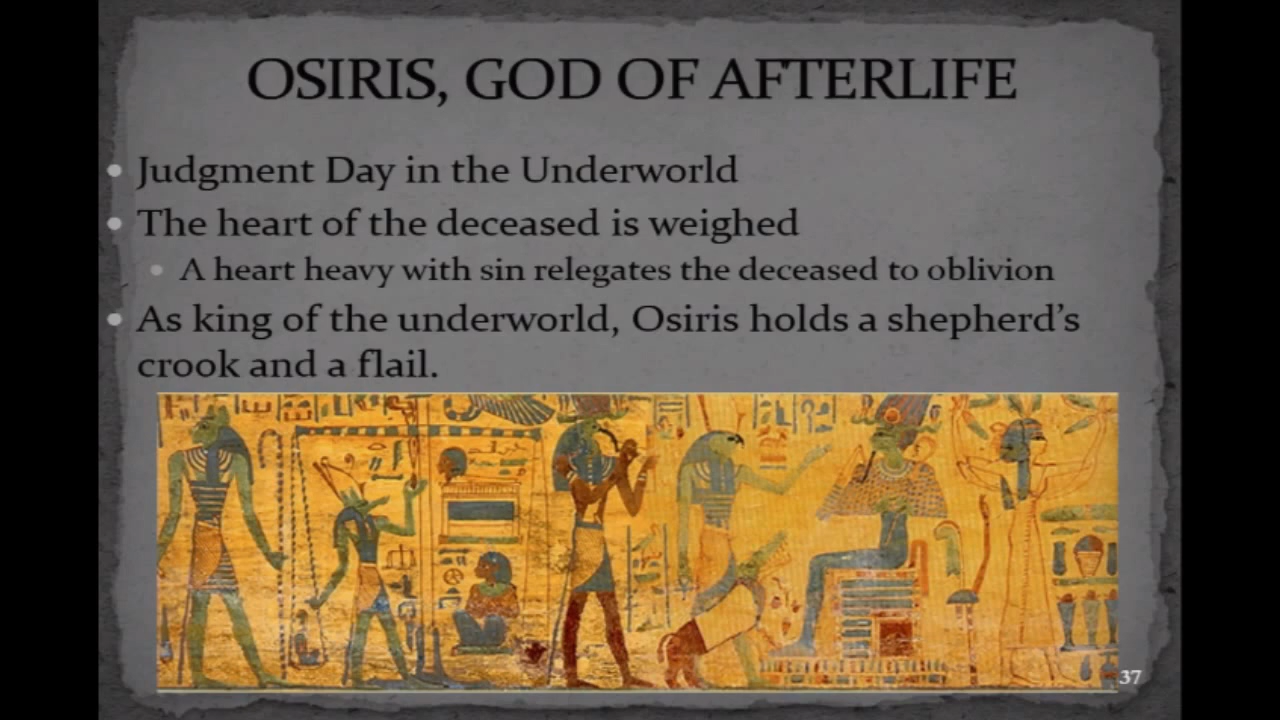 OSIRIS, GOD OF AFTERLIFE
Judgment Day in the Underworld
The heart of the deceased is weighed
A heart heavy with sin relegates the deceased to oblivion
As king of the underworld, Osiris holds a shepherd’s
crook and a flail.
37